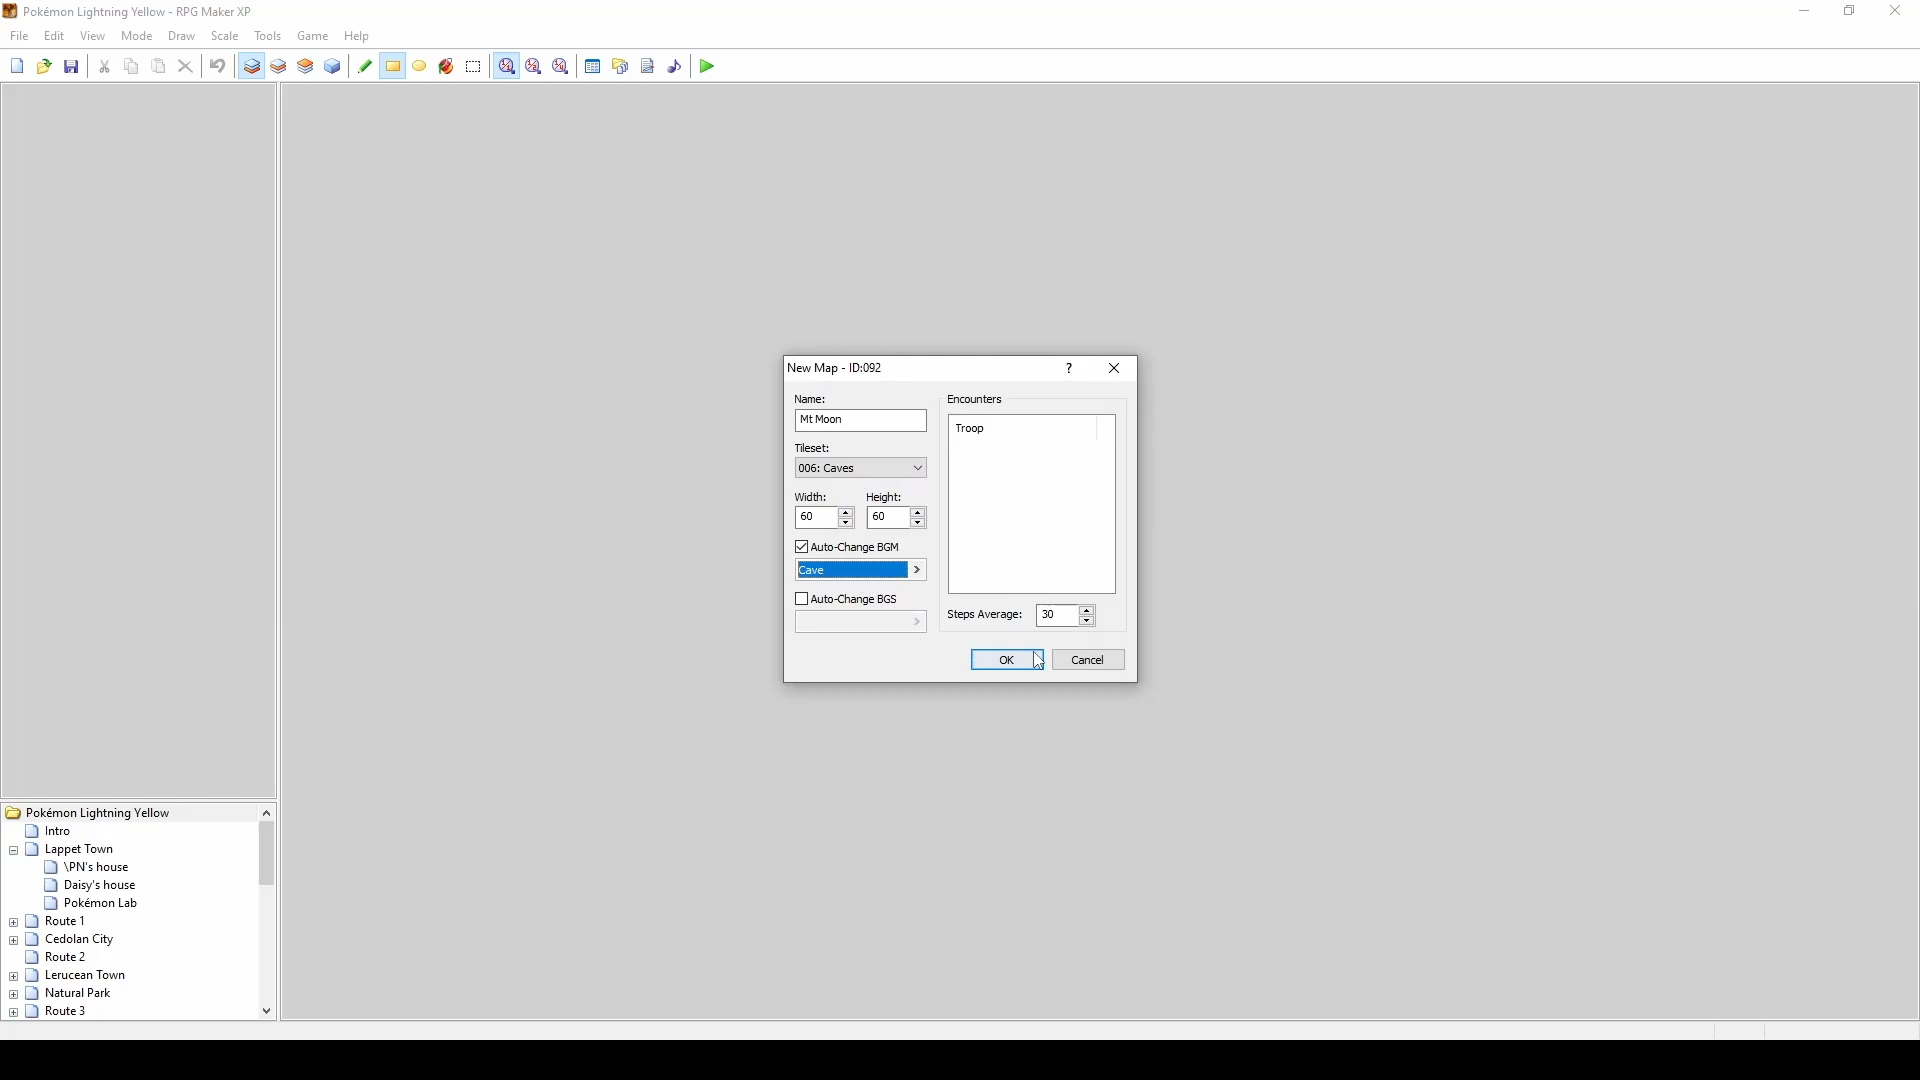 Pokémon Lightning Yellow - RPG Maker XP
File Edit View Mode Draw Scale Tools Game Help
New Map - ID:092 ?
Name:
Mt Moon
Tileset:
006: Caves
Width: Height:
60 60
Auto-Change BGM
Cave >
Auto-Change BGS
>
Encounters
Troop
Steps Average: 30
OK Cancel
Pokémon Lightning Yellow
Intro
Lappet Town
\PN's house
Daisy's house
Pokémon Lab
Route 1
Cedolan City
Route 2
Lerucean Town
Natural Park
Route 3